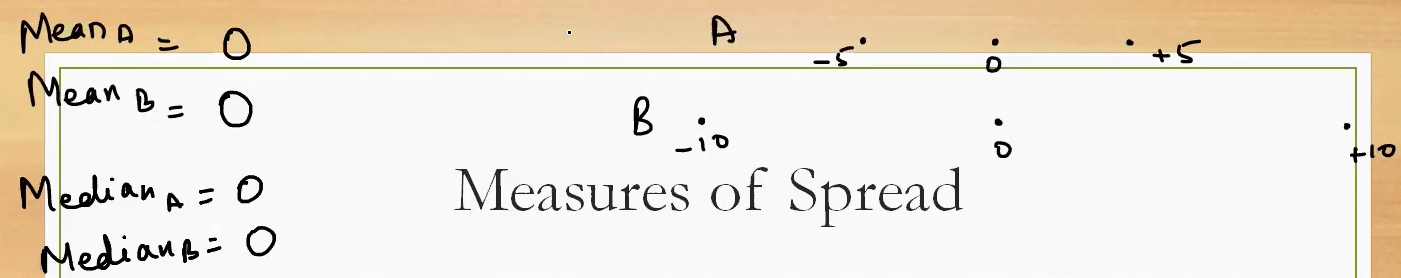 Mean A = 0
A -5 0 +5
Mean B = 0
B -10 0 +10
Measures of Spread
Median A = 0
Median B = 0